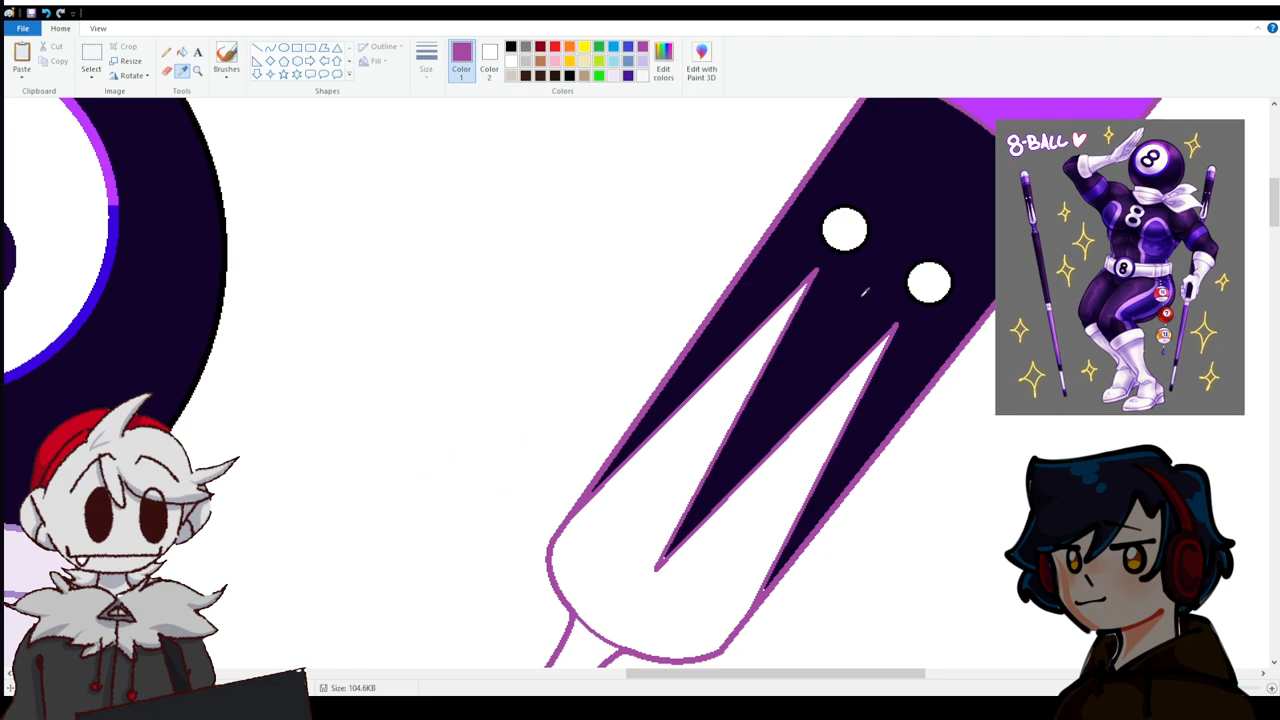 File
Home
View
Paste
Cut
Copy
Clipboard
Select
Crop
Resize
Rotate
Image
A
Tools
Brushes
Outline
Fill
Shapes
Size
Color
1
Color
2
Edit
colors
Colors
Edit with
Paint 3D
8-BALL
8
8
8
7
Size: 104.6KB